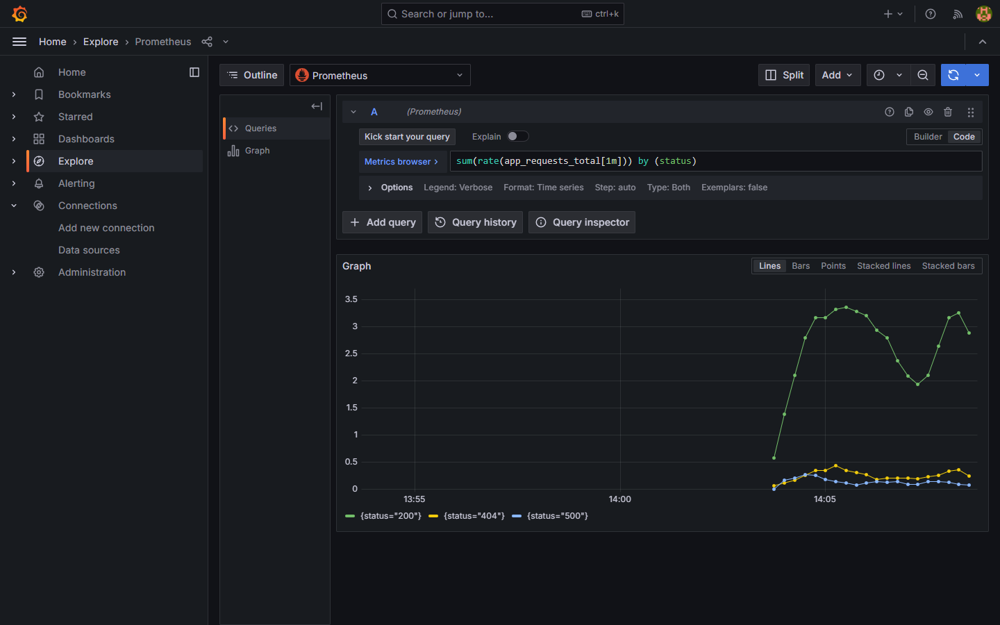 Search or jump to... ctrl+k
Home › Explore › Prometheus
Home
Bookmarks
Starred
Dashboards
Explore
Alerting
Connections
Add new connection
Data sources
Administration
Outline Prometheus Split Add
Queries
Graph
A (Prometheus)
Kick start your query Explain Builder Code
Metrics browser › sum(rate(app_requests_total[1m])) by (status)
Options Legend: Verbose Format: Time series Step: auto Type: Both Exemplars: false
+ Add query Query history Query inspector
Graph Lines Bars Points Stacked lines Stacked bars
3.5
3
2.5
2
1.5
1
0.5
0
13:55 14:00 14:05
{status="200"} {status="404"} {status="500"}